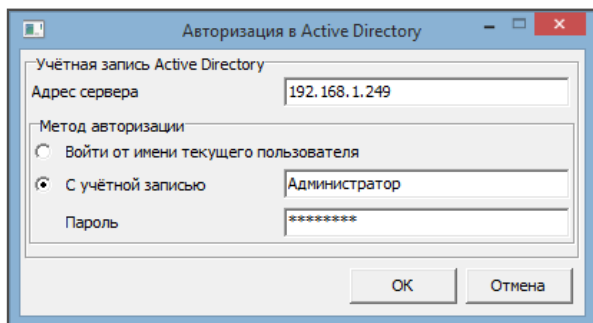 Авторизация в Active Directory
Учётная запись Active Directory
Адрес сервера 192.168.1.249
Метод авторизации
Войти от имени текущего пользователя
С учётной записью Администратор
Пароль ********
ОК Отмена